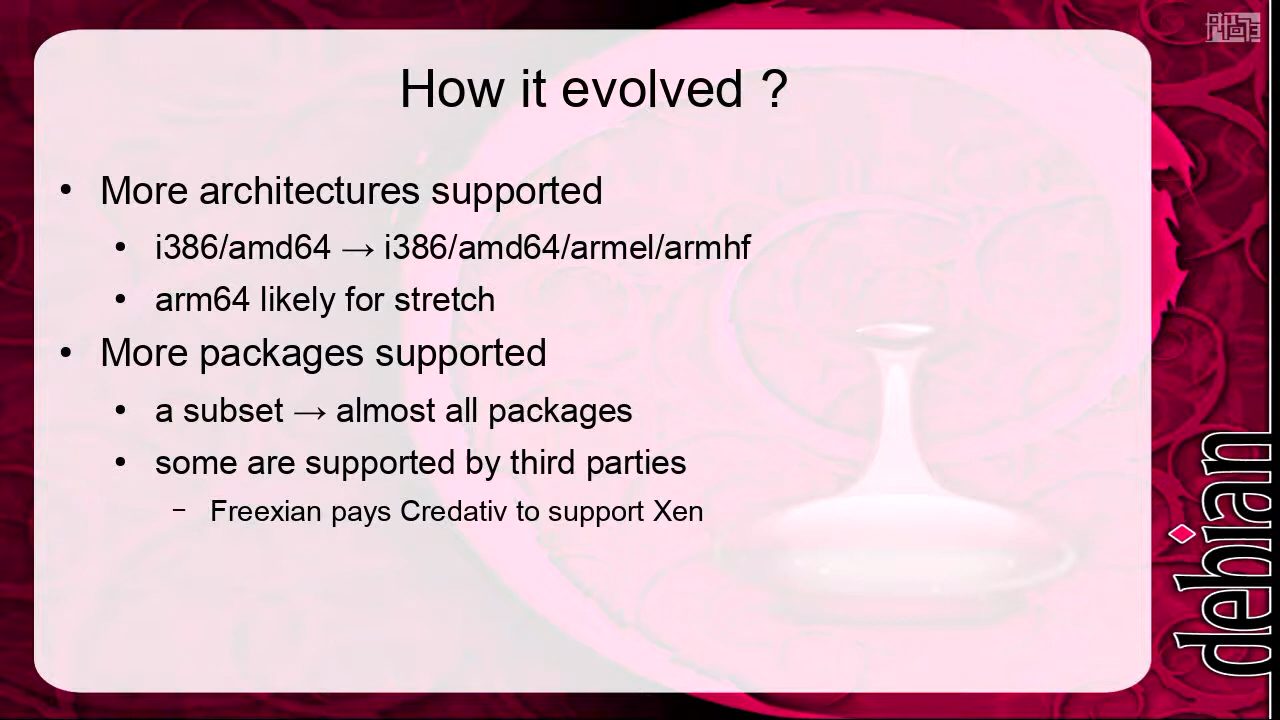 How it evolved ?
• More architectures supported
• i386/amd64 → i386/amd64/armel/armhf
• arm64 likely for stretch
• More packages supported
• a subset → almost all packages
• some are supported by third parties
– Freexian pays Credativ to support Xen
debian